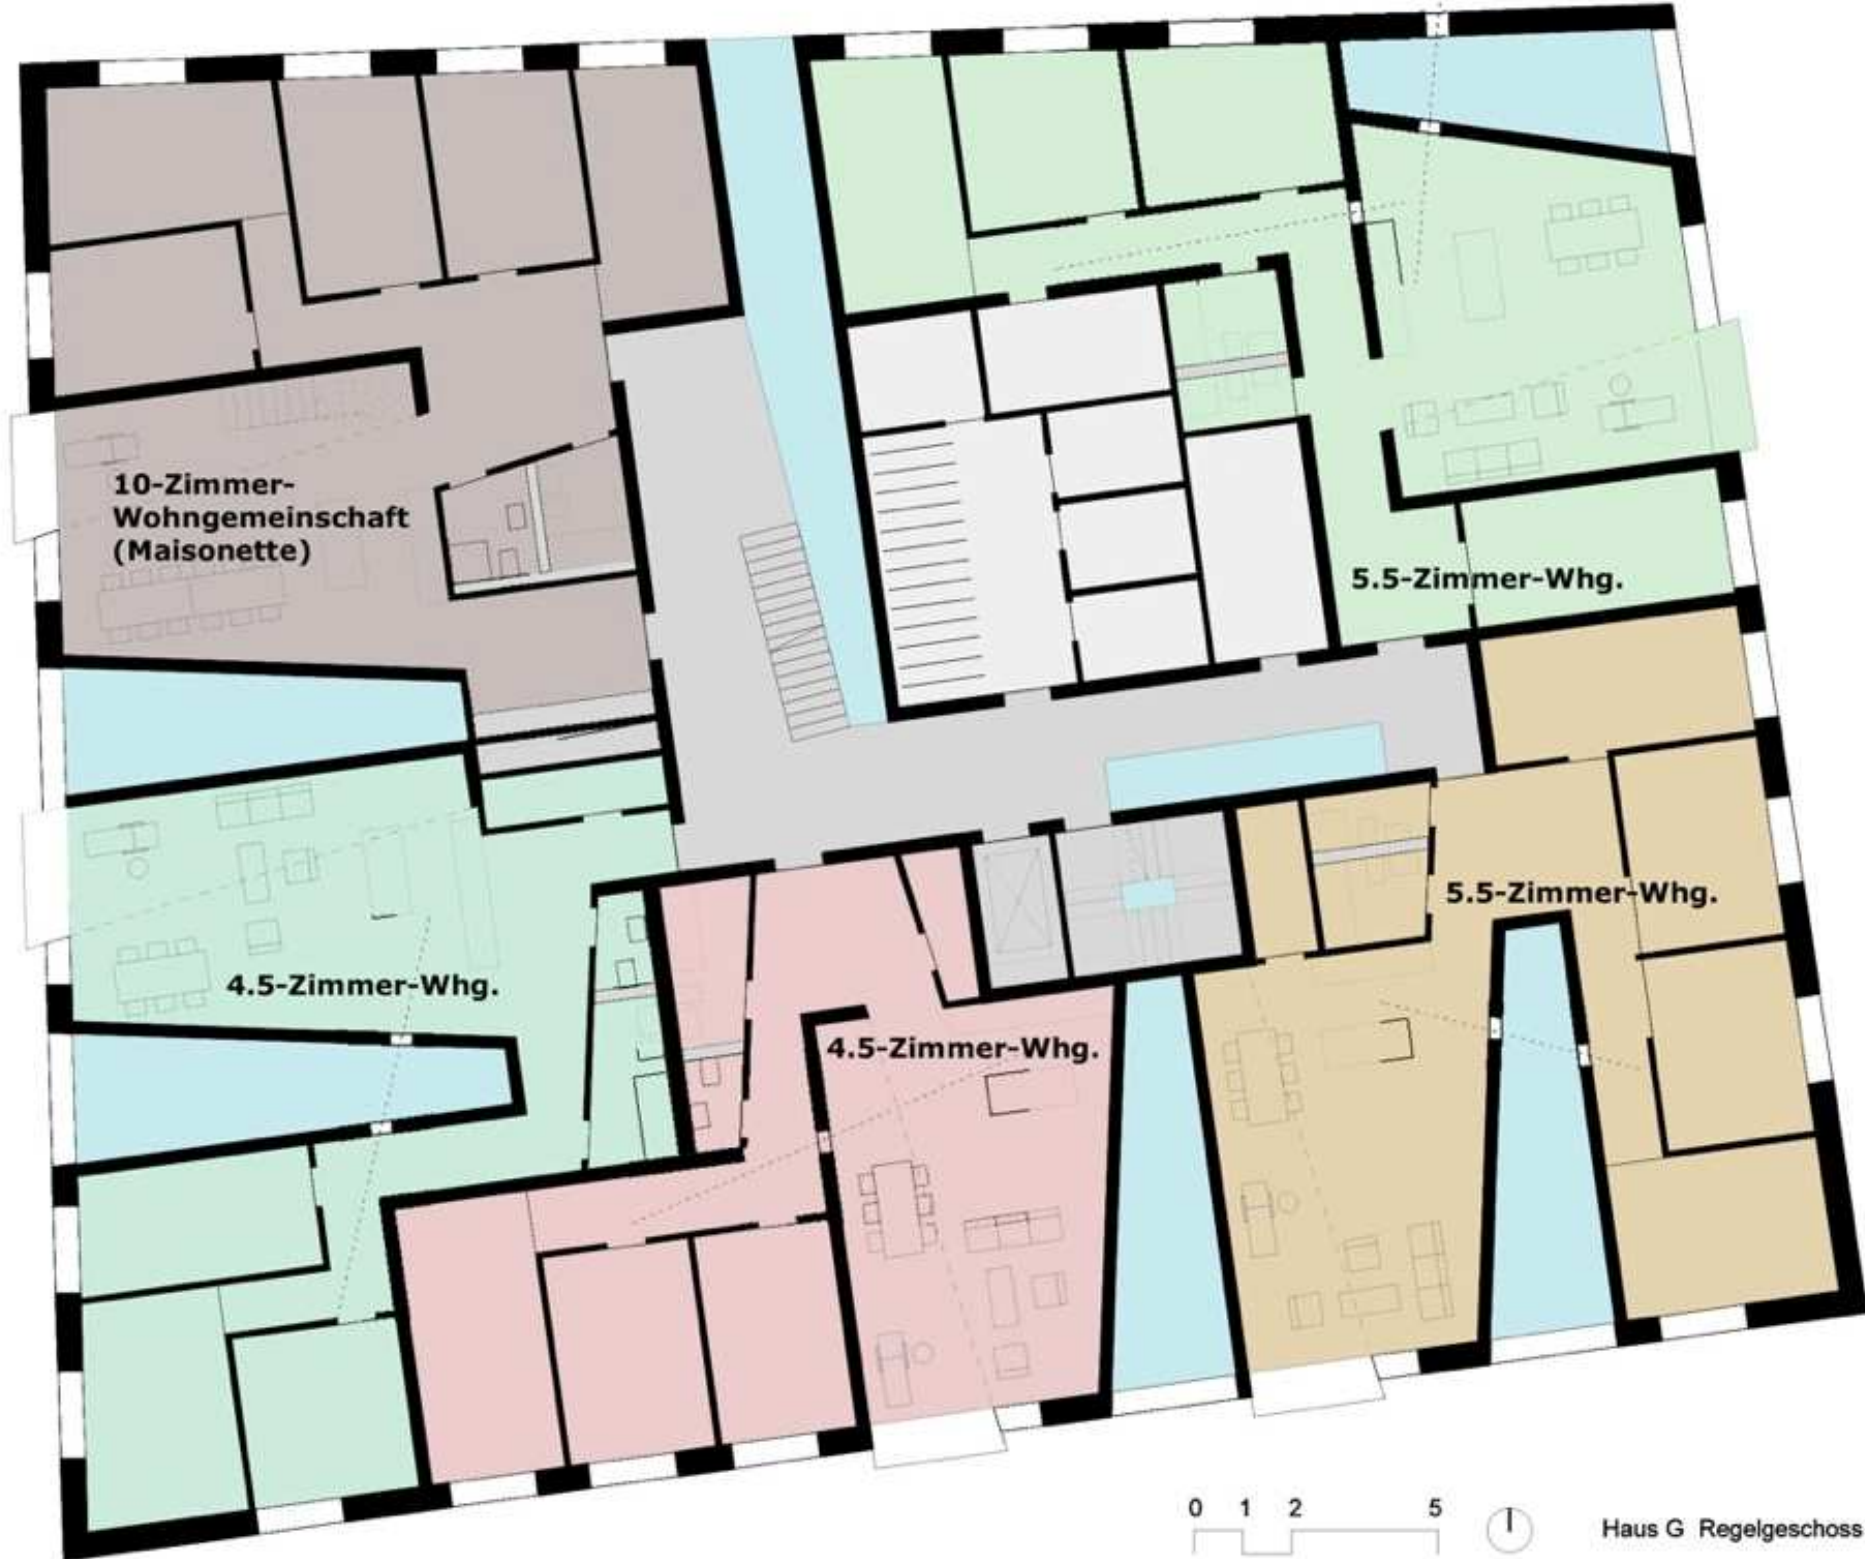 10-Zimmer-
Wohngemeinschaft
(Maisonette)
5.5-Zimmer-Whg.
5.5-Zimmer-Whg.
4.5-Zimmer-Whg.
4.5-Zimmer-Whg.
0 1 2 5
Haus G Regelgeschoss